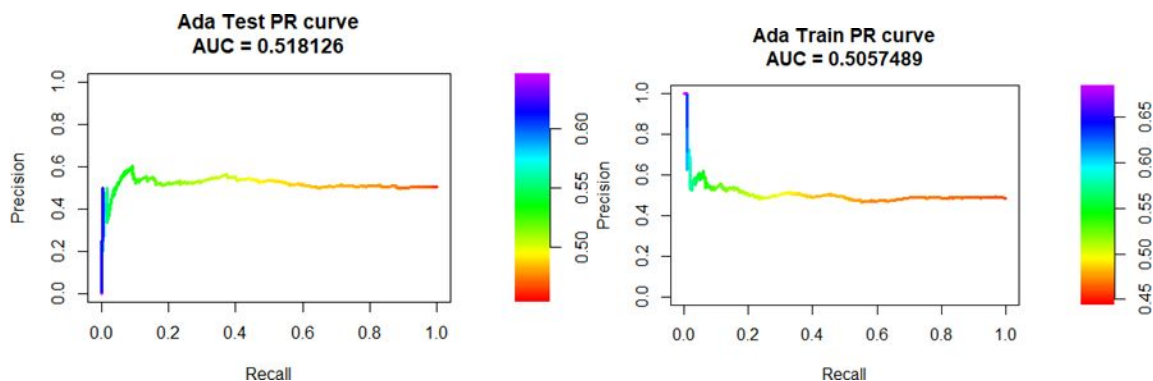 Ada Test PR curve
AUC = 0.518126
Precision
0.0 0.2 0.4 0.6 0.8 1.0
0.0 0.2 0.4 0.6 0.8 1.0
Recall
0.50 0.55 0.60
Ada Train PR curve
AUC = 0.5057489
Precision
0.0 0.2 0.4 0.6 0.8 1.0
0.0 0.2 0.4 0.6 0.8 1.0
Recall
0.45 0.50 0.55 0.60 0.65